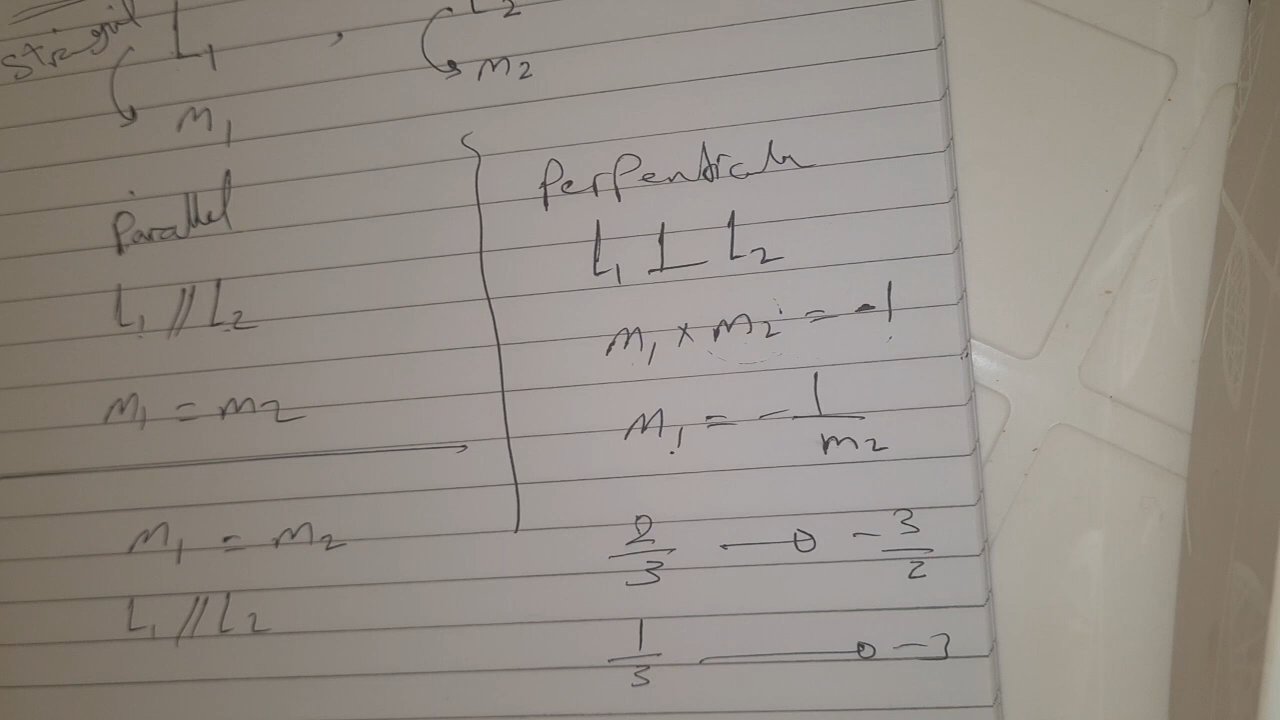 L₁ , L₂
m₁ m₂
Parallel
L₁ // L₂
m₁ = m₂
m₁ = m₂
L₁ // L₂
L₁ ⊥ L₂
m₁ × m₂ = -1
m₁ = - 1/m₂
2/3 → - 3/2
1/3 → -3